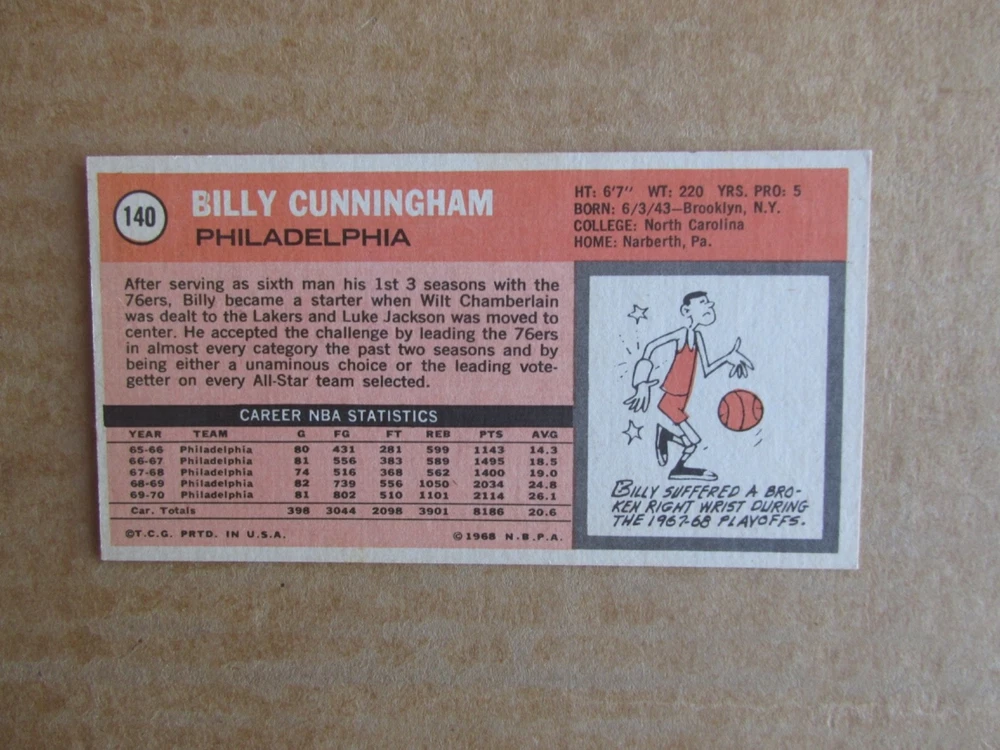 140
BILLY CUNNINGHAM
PHILADELPHIA
HT: 6'7" WT: 220 YRS. PRO: 5
BORN: 6/3/43—Brooklyn, N.Y.
COLLEGE: North Carolina
HOME: Narberth, Pa.
After serving as sixth man his 1st 3 seasons with the
76ers, Billy became a starter when Wilt Chamberlain
was dealt to the Lakers and Luke Jackson was moved to
center. He accepted the challenge by leading the 76ers
in almost every category the past two seasons and by
being either a unaminous choice or the leading vote-
getter on every All-Star team selected.
CAREER NBA STATISTICS
YEAR TEAM G FG FT REB PTS AVG
65-66 Philadelphia 80 431 281 599 1143 14.3
66-67 Philadelphia 81 556 383 589 1495 18.5
67-68 Philadelphia 74 516 368 562 1400 19.0
68-69 Philadelphia 82 739 556 1050 2034 24.8
69-70 Philadelphia 81 802 510 1101 2114 26.1
Car. Totals 398 3044 2098 3901 8186 20.6
©T.C.G. PRTD. IN U.S.A. ©1968 N.B.P.A.
BILLY SUFFERED A BRO-
KEN RIGHT WRIST DURING
THE 1967-68 PLAYOFFS.